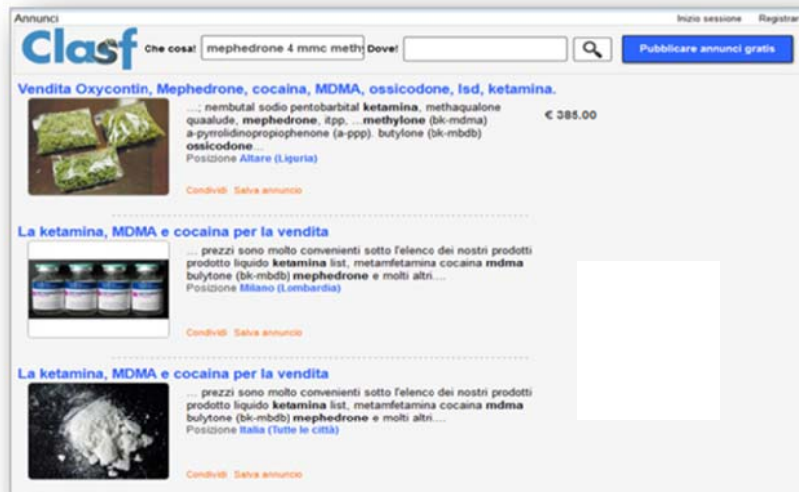 Annunci
Inizio sessione Registrar
Clasf Che cosa! mephedrone 4 mmc methy Dove! Pubblicare annunci gratis
Vendita Oxycontin, Mephedrone, cocaina, MDMA, ossicodone, lsd, ketamina.
...; nembutal sodio pentobarbital ketamina, methaqualone
€ 385.00
quaalude, mephedrone, itpp, ...methylone (bk-mdma)
a-pyrrolidinopropiophenone (a-ppp). butylone (bk-mbdb)
ossicodone...
Posizione Altare (Liguria)
Condividi Salva annuncio
La ketamina, MDMA e cocaina per la vendita
... prezzi sono molto convenienti sotto l'elenco dei nostri prodotti
prodotto liquido ketamina list, metamfetamina cocaina mdma
bulytone (bk-mbdb) mephedrone e molti altri....
Posizione Milano (Lombardia)
Condividi Salva annuncio
La ketamina, MDMA e cocaina per la vendita
... prezzi sono molto convenienti sotto l'elenco dei nostri prodotti
prodotto liquido ketamina list, metamfetamina cocaina mdma
bulytone (bk-mbdb) mephedrone e molti altri....
Posizione Italia (Tutte le città)
Condividi Salva annuncio